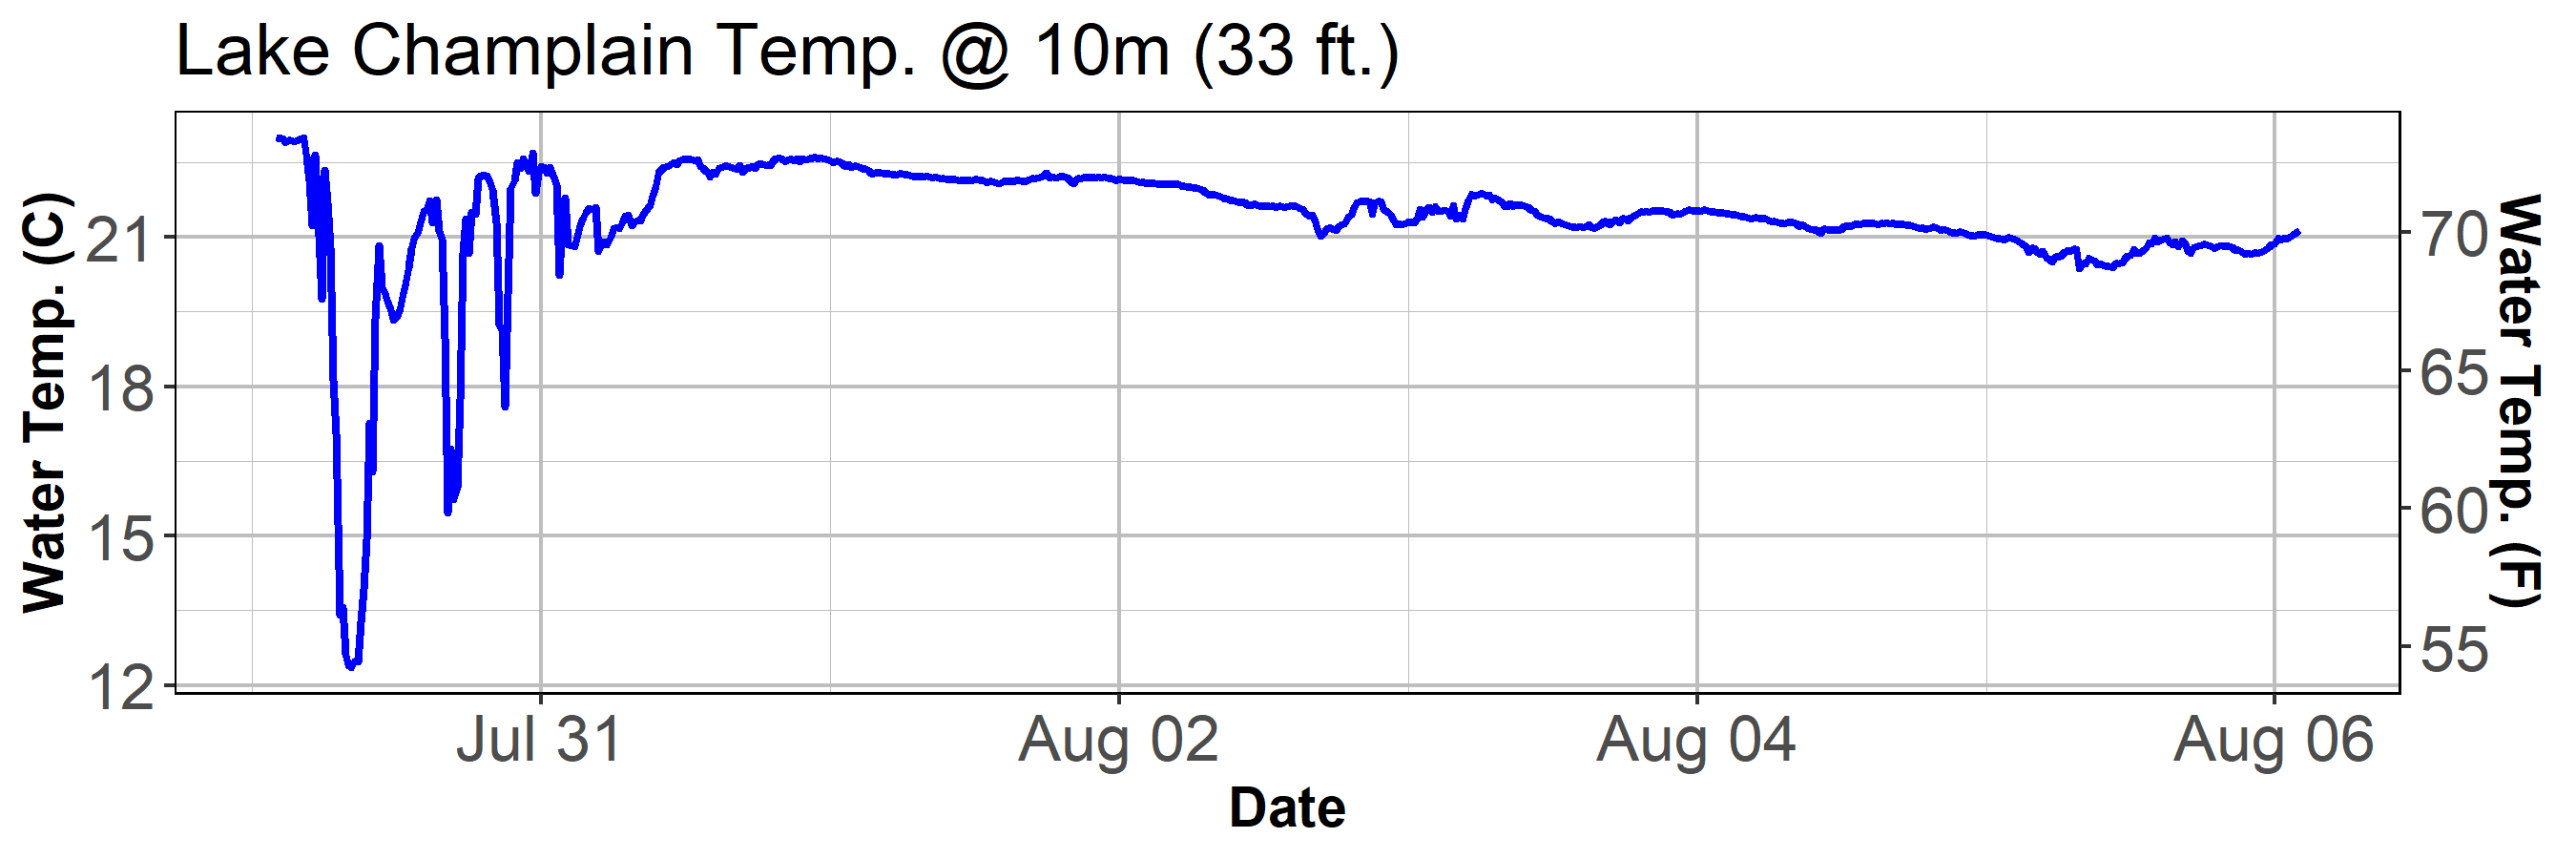 Lake Champlain Temp. @ 10m (33 ft.)
Water Temp. (C)
21
18
15
12
70
65
60
55
Water Temp. (F)
Jul 31 Aug 02 Aug 04 Aug 06
Date